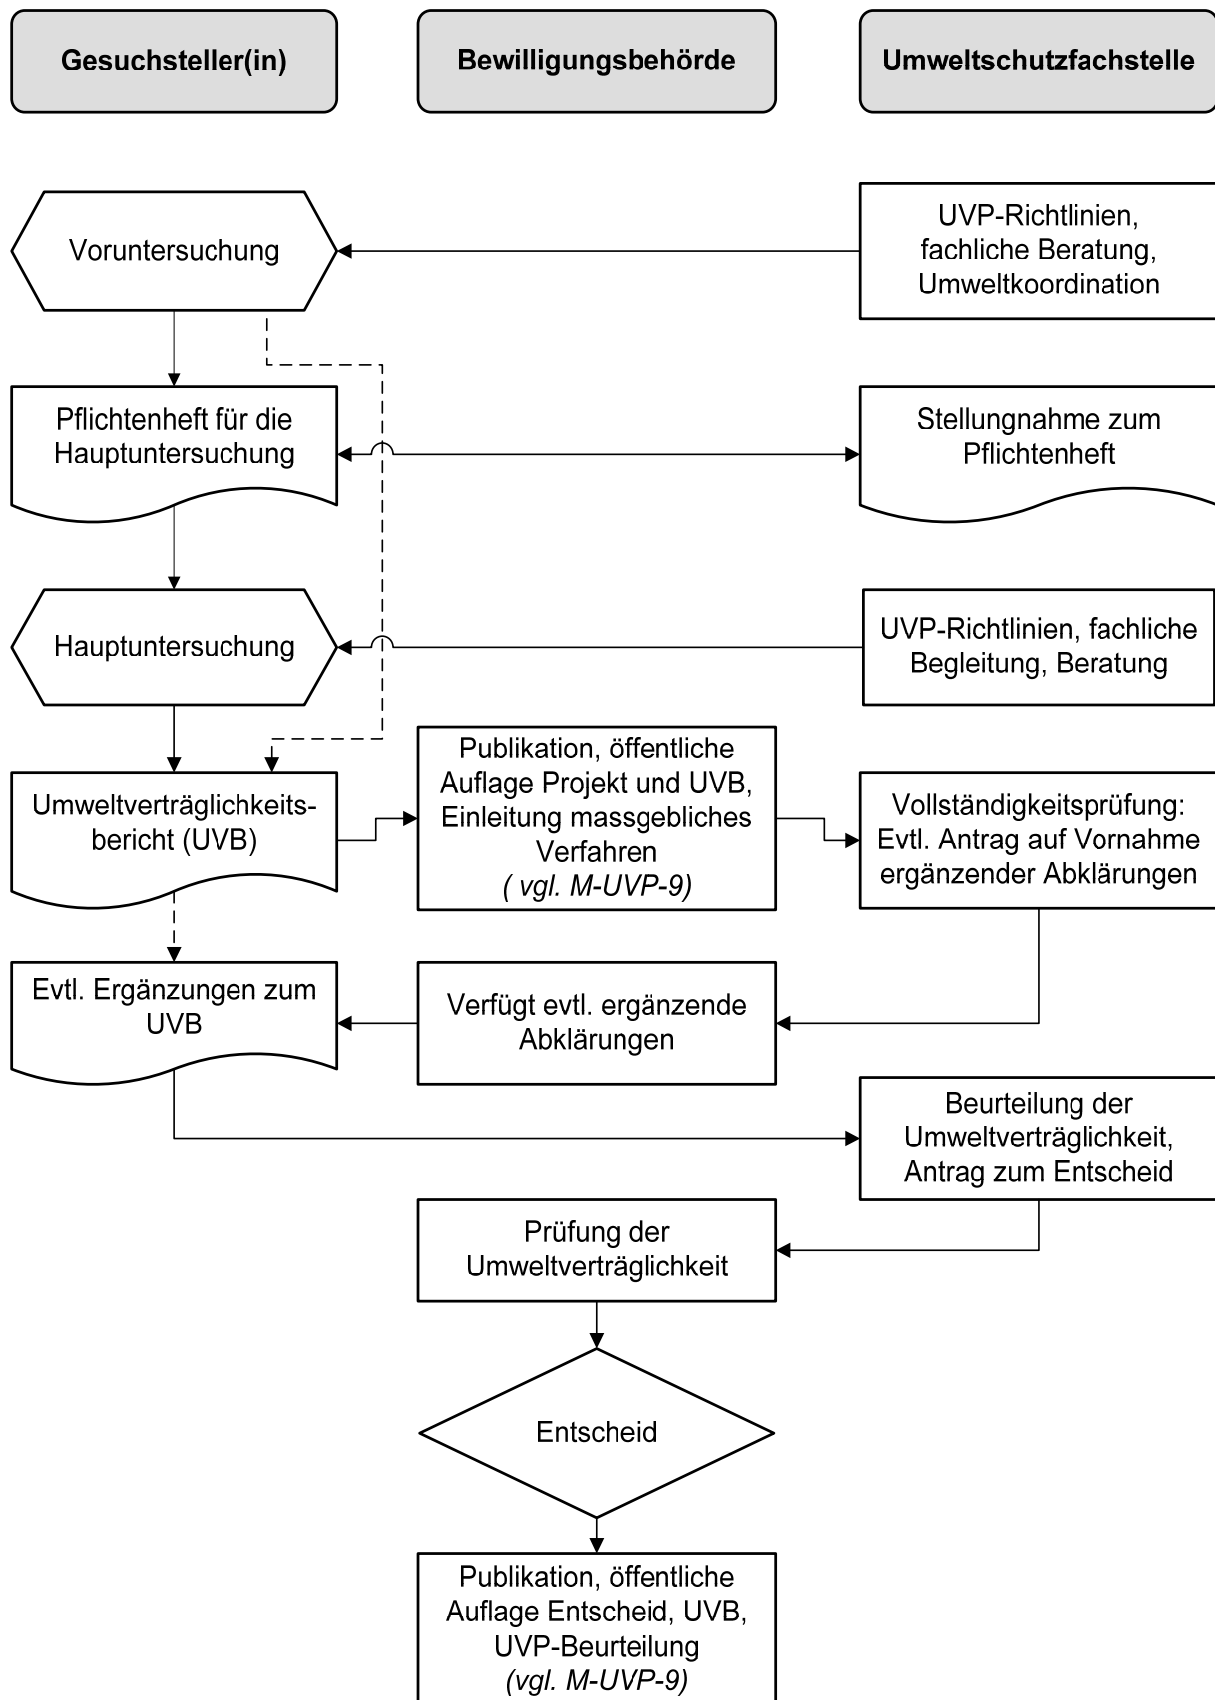 Gesuchsteller(in)
Bewilligungsbehörde
Umweltschutzfachstelle
Voruntersuchung
UVP-Richtlinien,
fachliche Beratung,
Umweltkoordination
Pflichtenheft für die
Hauptuntersuchung
Stellungnahme zum
Pflichtenheft
Hauptuntersuchung
UVP-Richtlinien, fachliche
Begleitung, Beratung
Umweltverträglichkeits-
bericht (UVB)
Publikation, öffentliche
Auflage Projekt und UVB,
Einleitung massgebliches
Verfahren
( vgl. M-UVP-9)
Vollständigkeitsprüfung:
Evtl. Antrag auf Vornahme
ergänzender Abklärungen
Evtl. Ergänzungen zum
UVB
Verfügt evtl. ergänzende
Abklärungen
Beurteilung der
Umweltverträglichkeit,
Antrag zum Entscheid
Prüfung der
Umweltverträglichkeit
Entscheid
Publikation, öffentliche
Auflage Entscheid, UVB,
UVP-Beurteilung
(vgl. M-UVP-9)